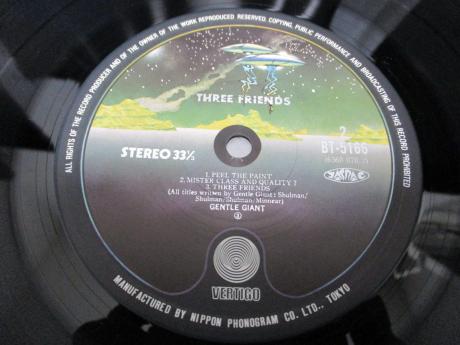 ALL RIGHTS OF THE RECORD PRODUCER AND OF THE OWNER OF THE WORK REPRODUCED RESERVED. COPYING, PUBLIC PERFORMANCE AND BROADCASTING OF THIS RECORD PROHIBITED
THREE FRIENDS
STEREO 33⅓
2
BT-5166
1. PEEL THE PAINT
2. MISTER CLASS AND QUALITY ?
3. THREE FRIENDS
(All titles written by Gentle Giant : Shulman/
Shulman/Shulman/Minnear)
GENTLE GIANT
VERTIGO
MANUFACTURED BY NIPPON PHONOGRAM CO. LTD., TOKYO